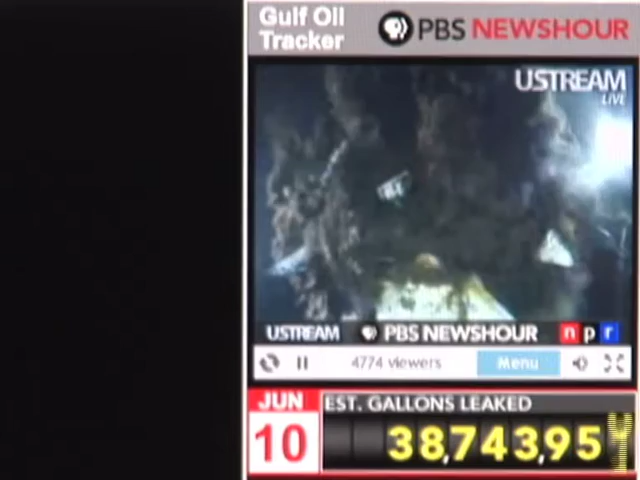 Gulf Oil
Tracker
PBS NEWSHOUR
USTREAM
LIVE
USTREAM PBS NEWSHOUR npr
4774 viewers Menu
JUN
10
EST. GALLONS LEAKED
38,743,95